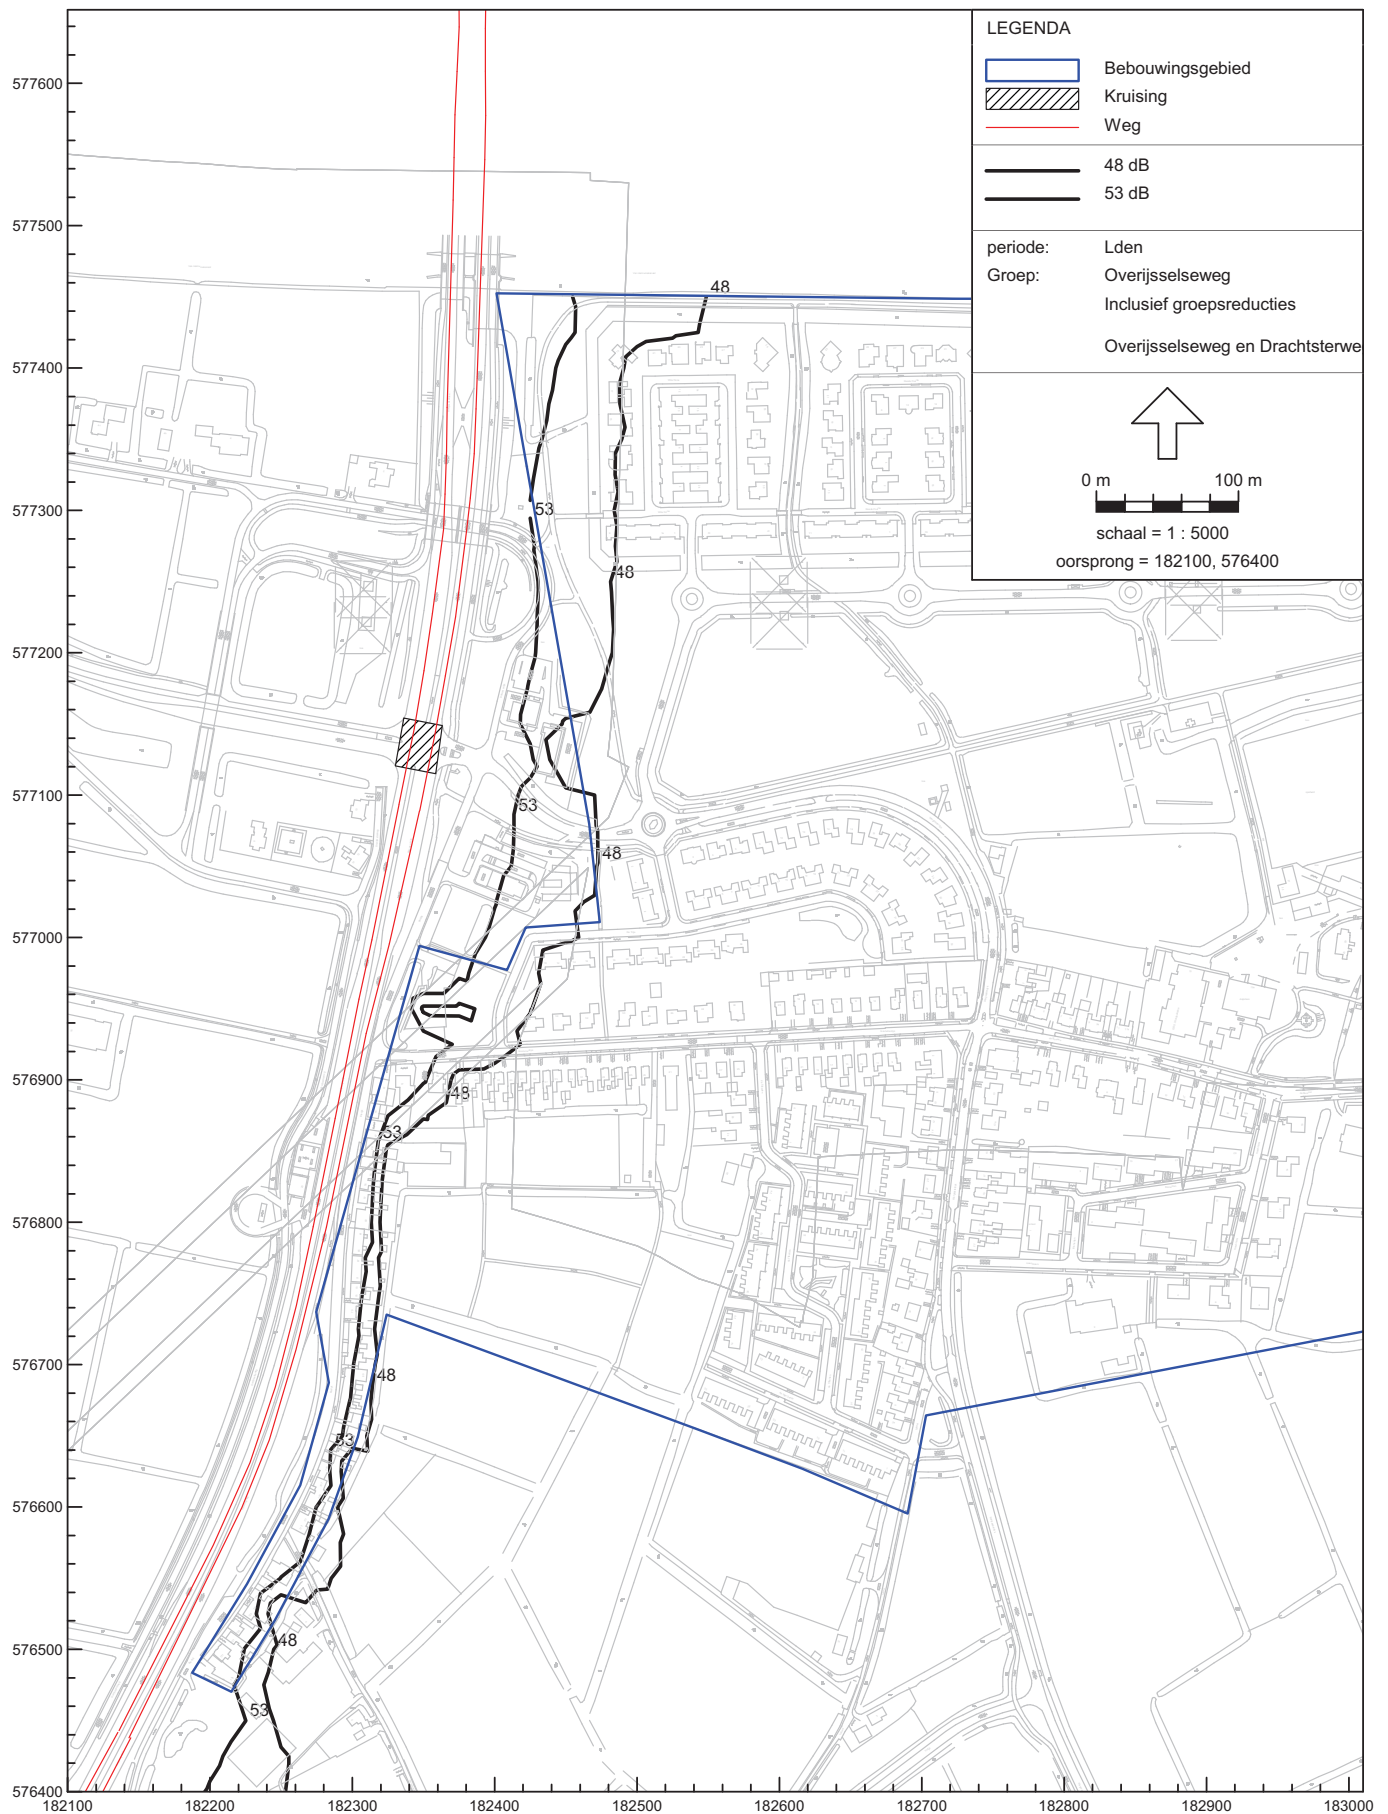 LEGENDA
Bebouwingsgebied
Kruising
Weg
48 dB
53 dB
periode: Lden
Groep: Overijsselseweg
Inclusief groepsreducties
Overijsselseweg en Drachtsterwe
0 m 100 m
schaal = 1 : 5000
oorsprong = 182100, 576400
577600
577500
577400
577300
577200
577100
577000
576900
576800
576700
576600
576500
576400
48
53
48
53
48
48
53
48
53
48
53
182100 182200 182300 182400 182500 182600 182700 182800 182900 183000